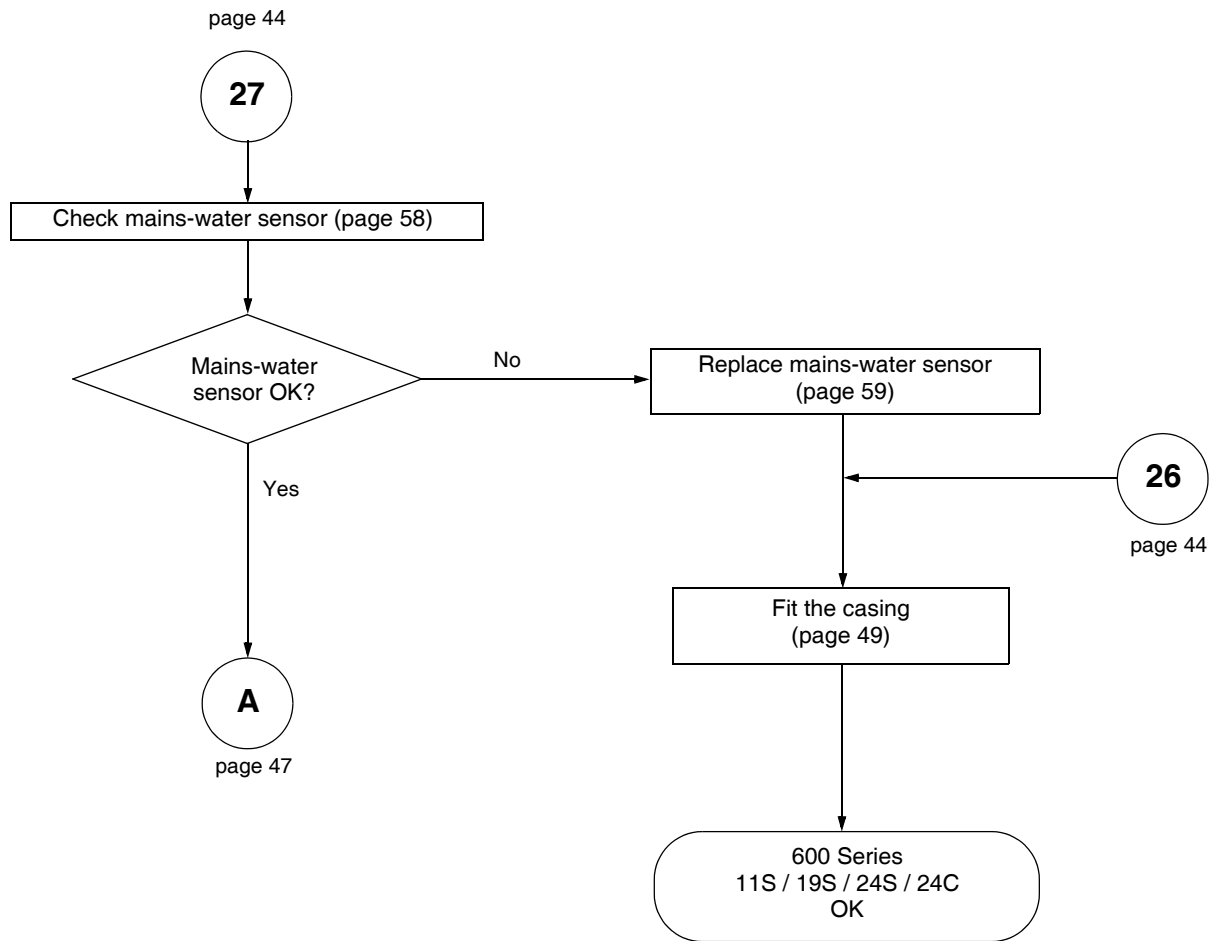 page 44
27
Check mains-water sensor (page 58)
Mains-water
sensor OK?
No
Replace mains-water sensor
(page 59)
Yes
26
page 44
Fit the casing
(page 49)
A
page 47
600 Series
11S / 19S / 24S / 24C
OK